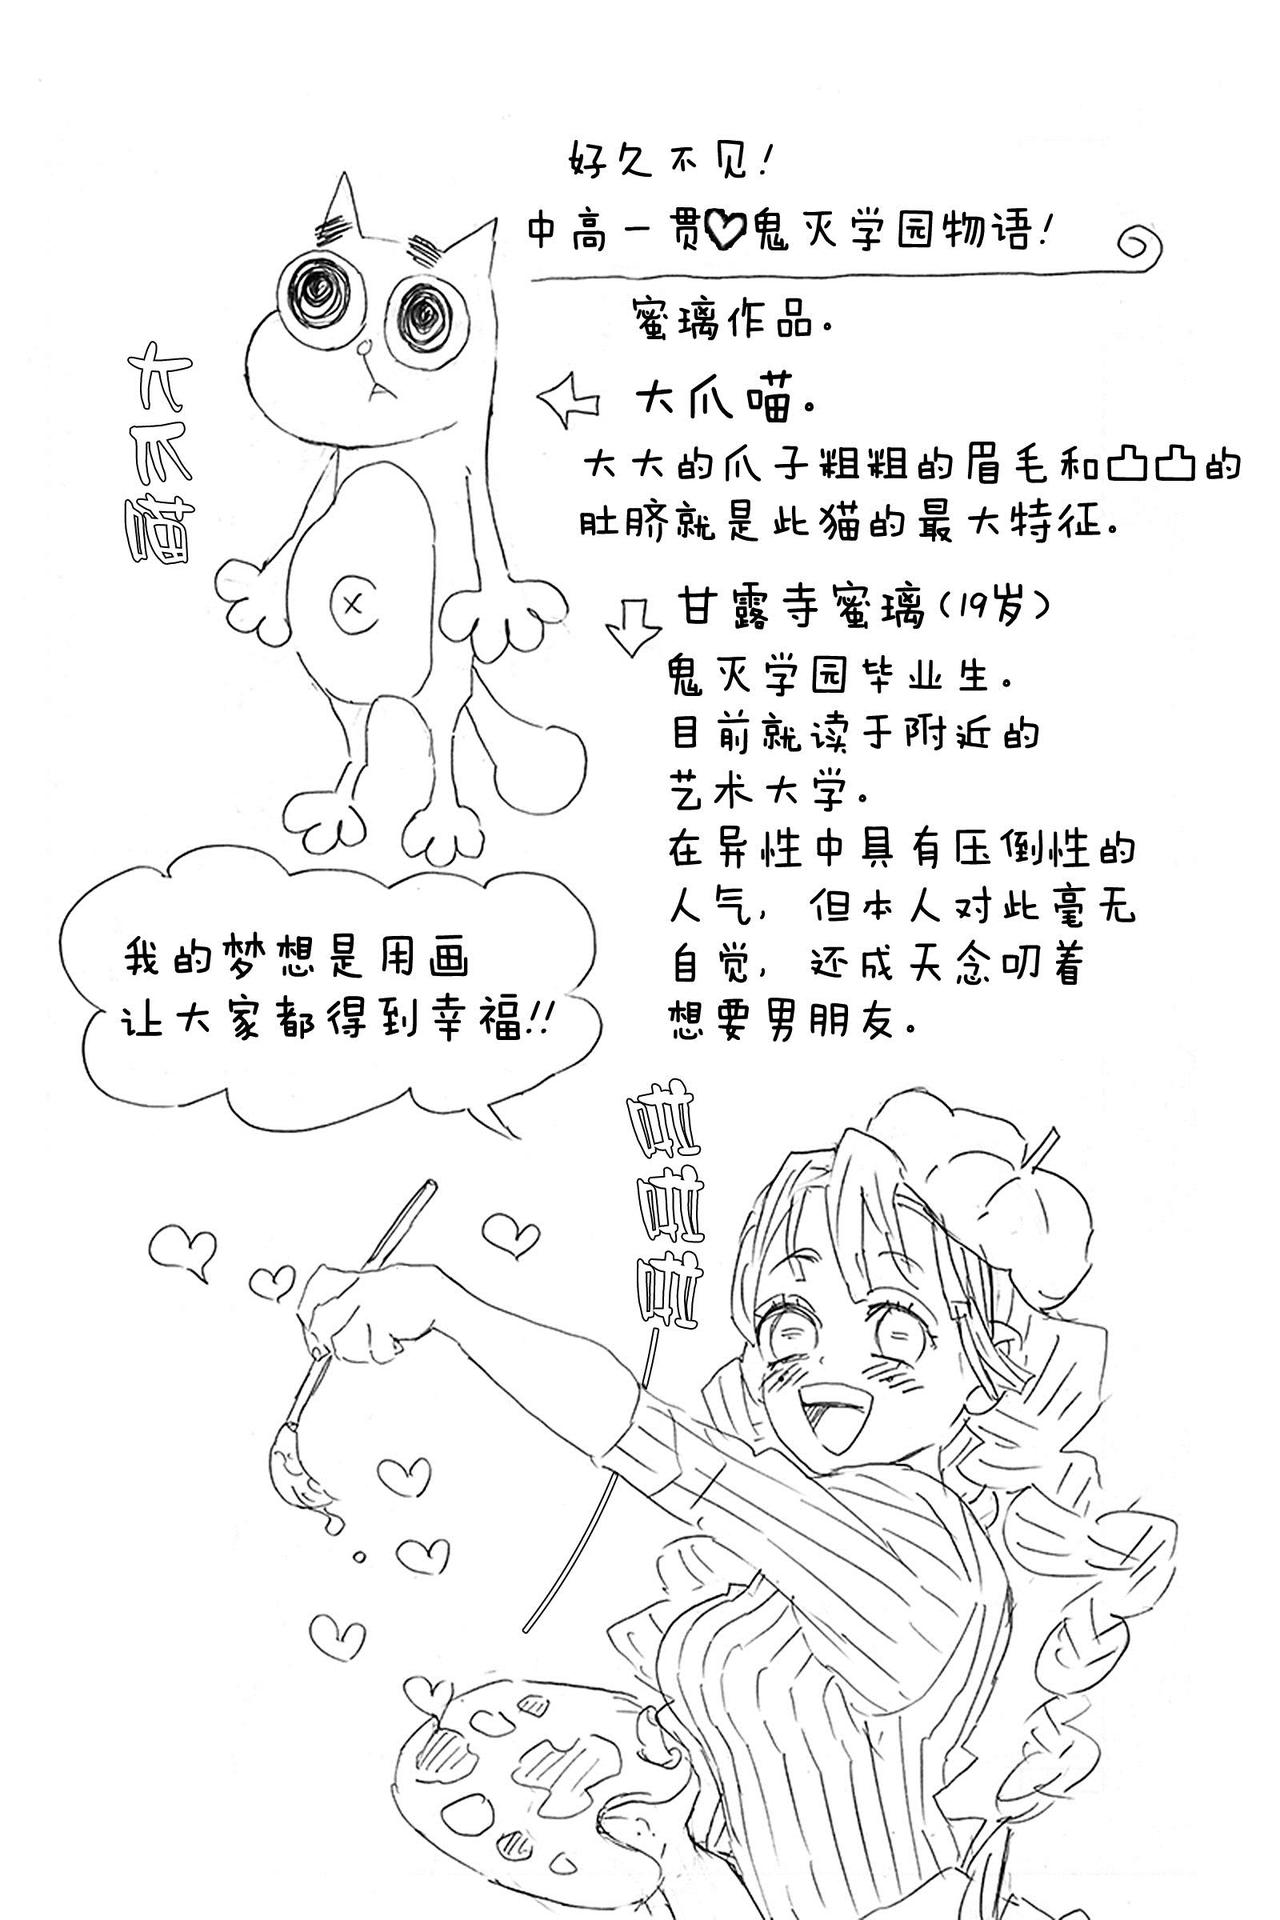 好久不见！
中高一贯♡鬼灭学园物语！
蜜璃作品。
大爪喵。
大大的爪子粗粗的眉毛和凸凸的
肚脐就是此猫的最大特征。
大爪猫
甘露寺蜜璃（19岁）
鬼灭学园毕业生。
目前就读于附近的
艺术大学。
在异性中具有压倒性的
人气，但本人对此毫无
自觉，还成天念叨着
想要男朋友。
我的梦想是用画
让大家都得到幸福！！